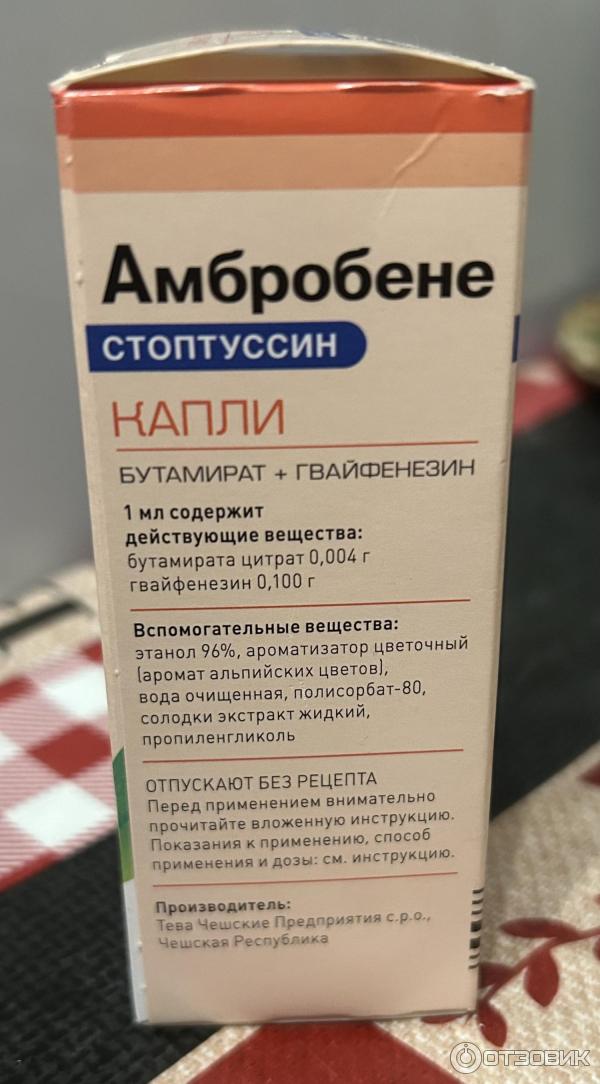 Амбробене
СТОПТУССИН
КАПЛИ
БУТАМИРАТ + ГВАЙФЕНЕЗИН
1 мл содержит
действующие вещества:
бутамирата цитрат 0,004 г
гвайфенезин 0,100 г
Вспомогательные вещества:
этанол 96%, ароматизатор цветочный
(аромат альпийских цветов),
вода очищенная, полисорбат-80,
солодки экстракт жидкий,
пропиленгликоль
ОТПУСКАЮТ БЕЗ РЕЦЕПТА
Перед применением внимательно
прочитайте вложенную инструкцию.
Показания к применению, способ
применения и дозы: см. инструкцию.
Производитель:
Тева Чешские Предприятия с.р.о.,
Чешская Республика
ОТЗОВИК